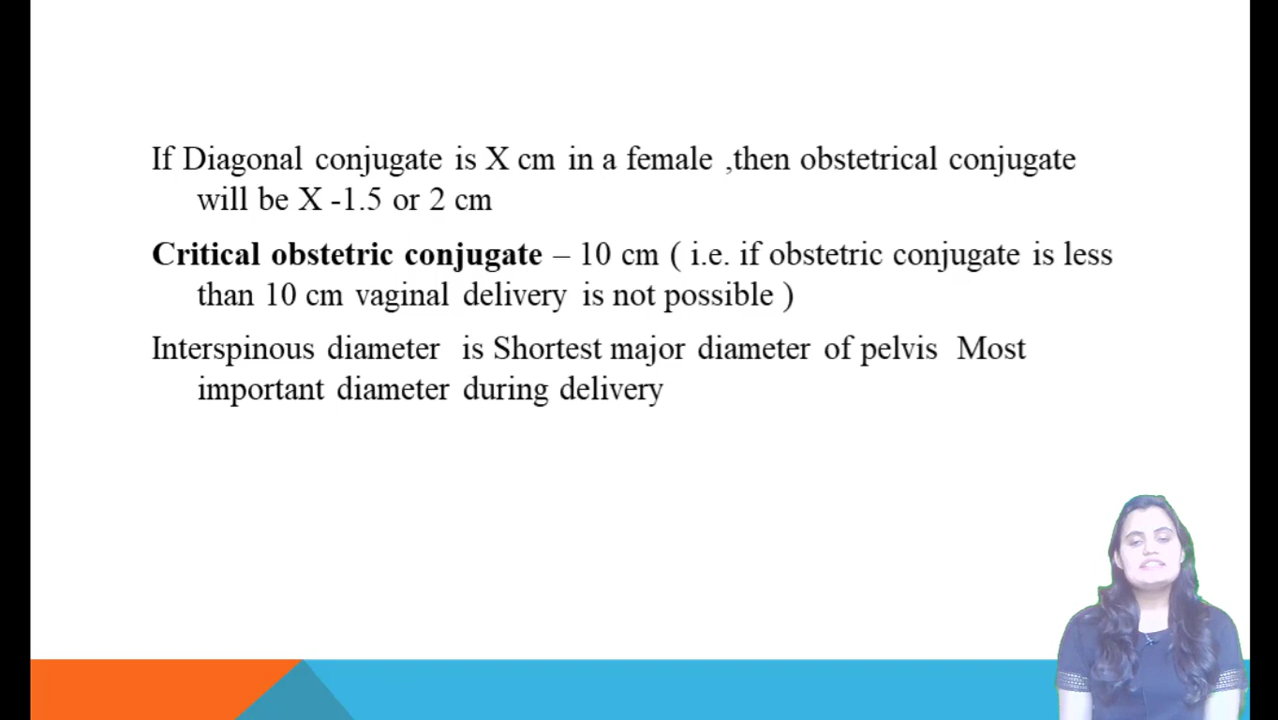 If Diagonal conjugate is X cm in a female ,then obstetrical conjugate
will be X -1.5 or 2 cm
Critical obstetric conjugate – 10 cm ( i.e. if obstetric conjugate is less
than 10 cm vaginal delivery is not possible )
Interspinous diameter is Shortest major diameter of pelvis Most
important diameter during delivery